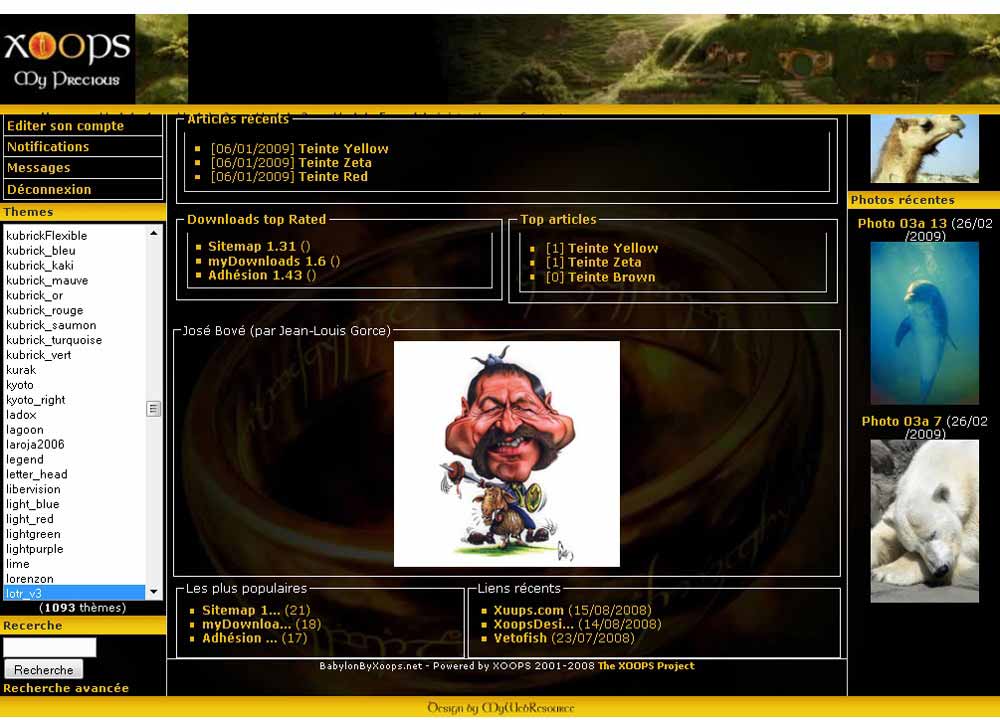 XOOPS
My Precious
Editer son compte
Notifications
Messages
Déconnexion
Themes
kubrickFlexible
kubrick_bleu
kubrick_kaki
kubrick_mauve
kubrick_or
kubrick_rouge
kubrick_saumon
kubrick_turquoise
kubrick_vert
kurak
kyoto
kyoto_right
ladox
lagoon
laroja2006
legend
letter_head
libervision
light_blue
light_red
lightgreen
lightpurple
lime
lorenzon
lotr_v3
(1093 thèmes)
Recerche
Recherche
Recherche avancée
Articles récents
[06/01/2009] Teinte Yellow
[06/01/2009] Teinte Zeta
[06/01/2009] Teinte Red
Downloads top Rated
Sitemap 1.31 ()
myDownloads 1.6 ()
Adhésion 1.43 ()
Top articles
[1] Teinte Yellow
[1] Teinte Zeta
[0] Teinte Brown
José Bové (par Jean-Louis Gorce)
Les plus populaires
Sitemap 1... (21)
myDownloa... (18)
Adhésion ... (17)
Liens récents
Xuups.com (15/08/2008)
XoopsDesi... (14/08/2008)
Vetofish (23/07/2008)
BabylonByXoops.net - Powered by XOOPS 2001-2008 The XOOPS Project
Photos récentes
Photo 03a 13 (26/02
/2009)
Photo 03a 7 (26/02
/2009)
Design by MyWebResource